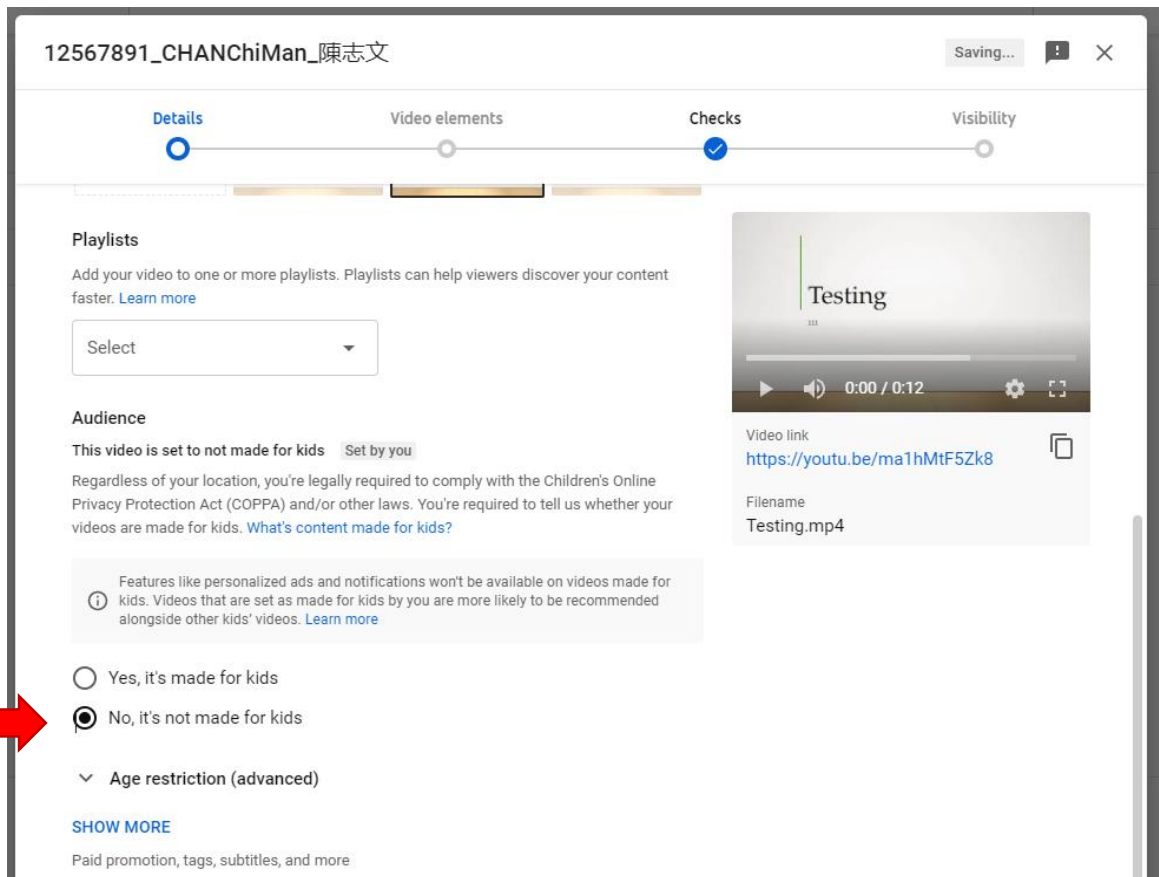 12567891_CHANChiMan_陳志文
Saving...
Details
Video elements
Checks
Visibility
Playlists
Add your video to one or more playlists. Playlists can help viewers discover your content
faster. Learn more
Select
Audience
This video is set to not made for kids Set by you
Regardless of your location, you're legally required to comply with the Children's Online
Privacy Protection Act (COPPA) and/or other laws. You're required to tell us whether your
videos are made for kids. What's content made for kids?
Features like personalized ads and notifications won't be available on videos made for
kids. Videos that are set as made for kids by you are more likely to be recommended
alongside other kids' videos. Learn more
Yes, it's made for kids
No, it's not made for kids
Age restriction (advanced)
SHOW MORE
Paid promotion, tags, subtitles, and more
Testing
0:00 / 0:12
Video link
https://youtu.be/ma1hMtF5Zk8
Filename
Testing.mp4